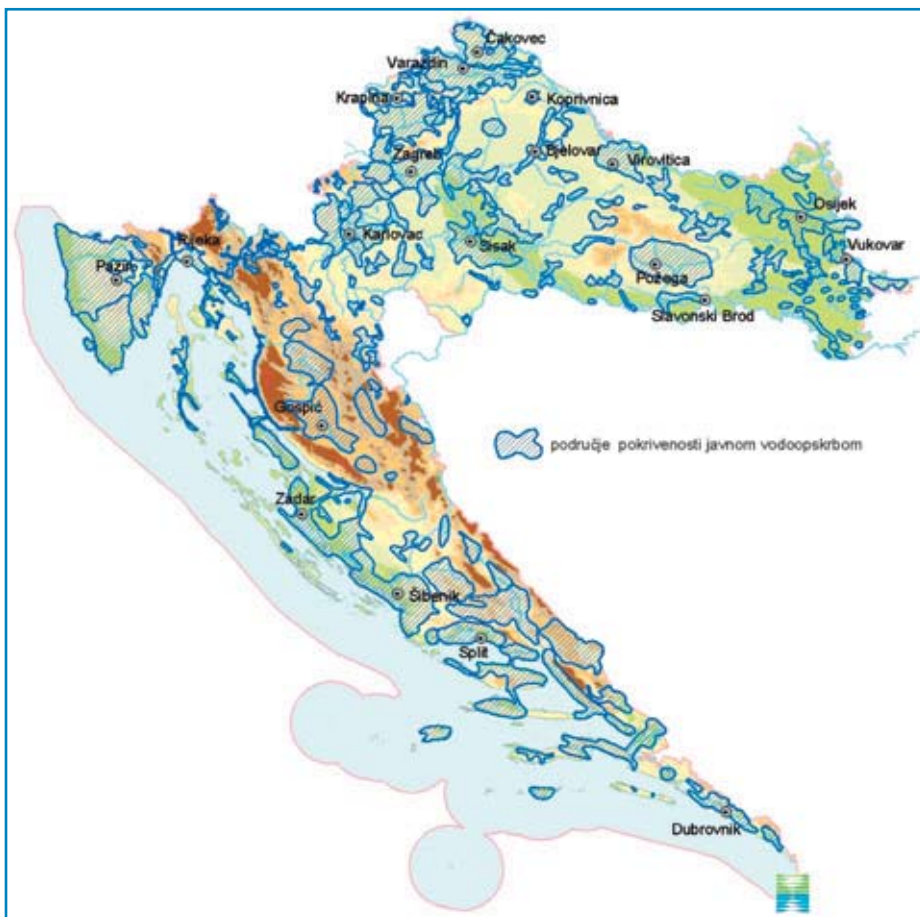 Čakovec
Varaždin
Krapina
Koprivnica
Bjelovar
Zagreb
Virovitica
Osijek
Rijeka
Karlovac
Sisak
Vukovar
Pazin
Požega
Slavonski Brod
Gospić
područje pokrivenosti javnom vodoopskrbom
Zadar
Šibenik
Split
Dubrovnik